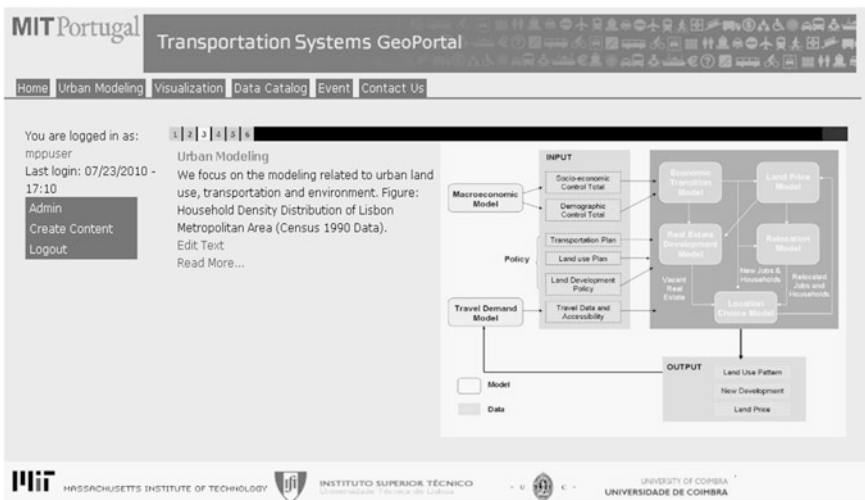 MIT Portugal
Transportation Systems GeoPortal
Home Urban Modeling Visualization Data Catalog Event Contact Us
You are logged in as:
mppuser
Last login: 07/23/2010 -
17:10
Admin
Create Content
Logout
1 2 3 4 5 6
Urban Modeling
We focus on the modeling related to urban land
use, transportation and environment. Figure:
Household Density Distribution of Lisbon
Metropolitan Area (Census 1990 Data).
Edit Text
Read More...
INPUT
Macroeconomic
Model
Socio-economic
Control Total
Demographic
Control Total
Policy
Transportation Plan
Land use Plan
Land Development
Policy
Travel Demand
Model
Travel Data and
Accessibility
Economic
Transition
Model
Land Price
Model
Real Estate
Development
Model
Relocation
Model
Vacant
Real
Estate
New Jobs &
Households
Relocated
Jobs and
Households
Location
Choice Model
OUTPUT
Land Use Pattern
New Development
Land Price
Model
Data
MIT MASSACHUSETTS INSTITUTE OF TECHNOLOGY
INSTITUTO SUPERIOR TÉCNICO
Universidade Técnica de Lisboa
· U C ·
UNIVERSITY OF COIMBRA
UNIVERSIDADE DE COIMBRA